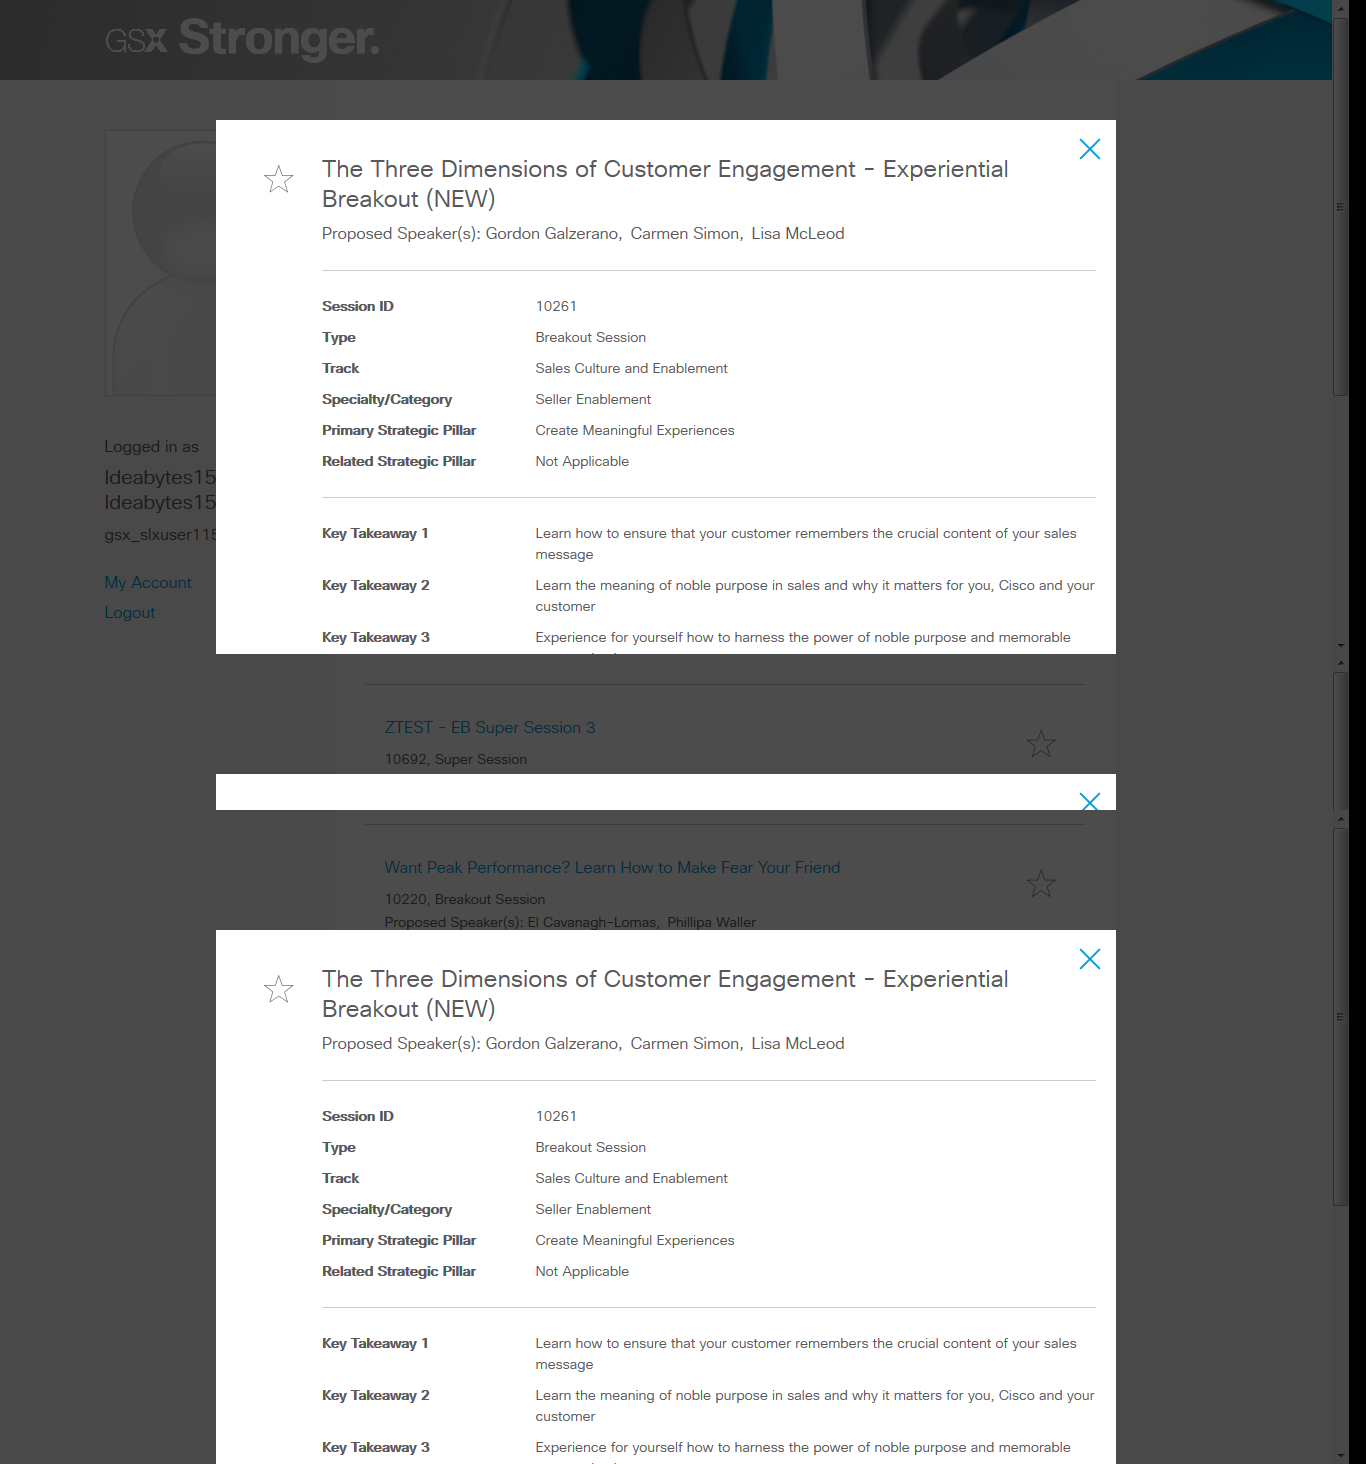 GSX Stronger.
The Three Dimensions of Customer Engagement - Experiential
Breakout (NEW)
Proposed Speaker(s): Gordon Galzerano, Carmen Simon, Lisa McLeod
Session ID 10261
Type Breakout Session
Track Sales Culture and Enablement
Specialty/Category Seller Enablement
Primary Strategic Pillar Create Meaningful Experiences
Related Strategic Pillar Not Applicable
Key Takeaway 1 Learn how to ensure that your customer remembers the crucial content of your sales
message
Key Takeaway 2 Learn the meaning of noble purpose in sales and why it matters for you, Cisco and your
customer
Key Takeaway 3 Experience for yourself how to harness the power of noble purpose and memorable
Logged in as
Ideabytes15
Ideabytes15
gsx_slxuser115
My Account
Logout
ZTEST - EB Super Session 3
10692, Super Session
Want Peak Performance? Learn How to Make Fear Your Friend
10220, Breakout Session
Proposed Speaker(s): El Cavanagh-Lomas, Phillipa Waller
The Three Dimensions of Customer Engagement - Experiential
Breakout (NEW)
Proposed Speaker(s): Gordon Galzerano, Carmen Simon, Lisa McLeod
Session ID 10261
Type Breakout Session
Track Sales Culture and Enablement
Specialty/Category Seller Enablement
Primary Strategic Pillar Create Meaningful Experiences
Related Strategic Pillar Not Applicable
Key Takeaway 1 Learn how to ensure that your customer remembers the crucial content of your sales
message
Key Takeaway 2 Learn the meaning of noble purpose in sales and why it matters for you, Cisco and your
customer
Key Takeaway 3 Experience for yourself how to harness the power of noble purpose and memorable